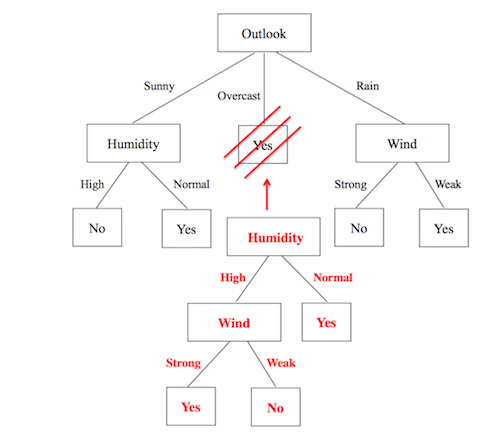 Outlook
Sunny
Overcast
Rain
Humidity
Yes
Wind
High
Normal
Strong
Weak
No
Yes
No
Yes
Humidity
High
Normal
Wind
Yes
Strong
Weak
Yes
No